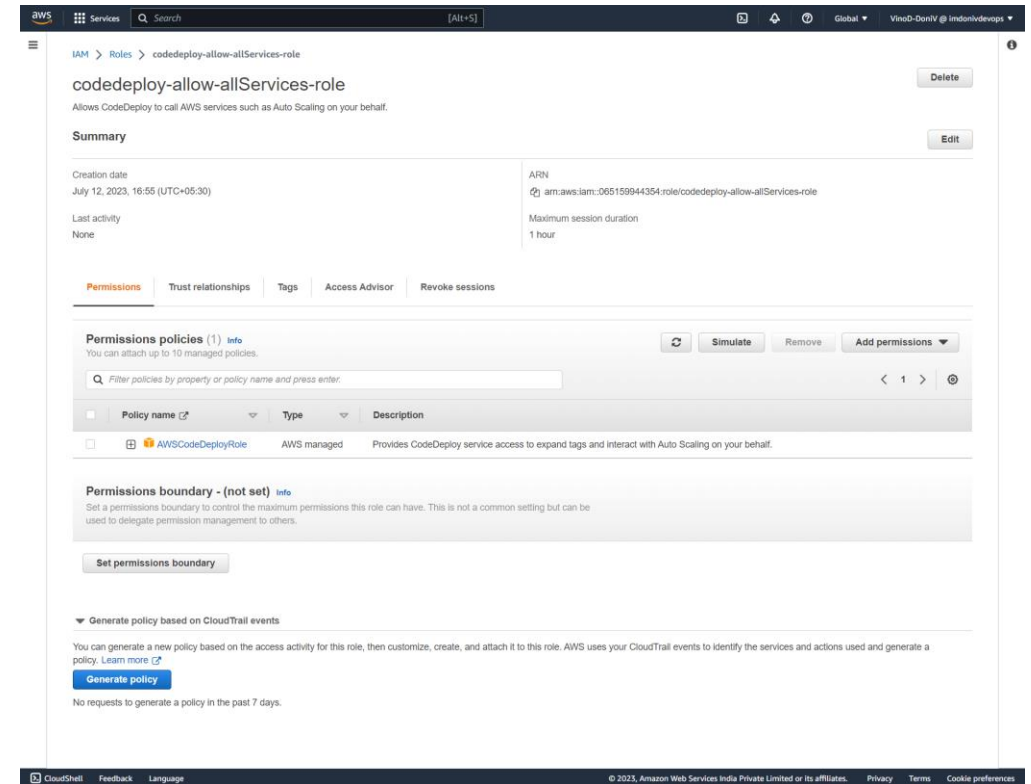 aws Services Search [Alt+S] Global VinoD-DoniV @ imdonivdevops
IAM > Roles > codedeploy-allow-allServices-role
codedeploy-allow-allServices-role
Delete
Allows CodeDeploy to call AWS services such as Auto Scaling on your behalf.
Summary
Edit
Creation date
July 12, 2023, 16:55 (UTC+05:30)
ARN
arn:aws:iam::065159944354:role/codedeploy-allow-allServices-role
Last activity
None
Maximum session duration
1 hour
Permissions Trust relationships Tags Access Advisor Revoke sessions
Permissions policies (1) Info
You can attach up to 10 managed policies.
Simulate Remove Add permissions
Filter policies by property or policy name and press enter.
< 1 >
Policy name Type Description
AWSCodeDeployRole AWS managed Provides CodeDeploy service access to expand tags and interact with Auto Scaling on your behalf.
Permissions boundary - (not set) Info
Set a permissions boundary to control the maximum permissions this role can have. This is not a common setting but can be
used to delegate permission management to others.
Set permissions boundary
Generate policy based on CloudTrail events
You can generate a new policy based on the access activity for this role, then customize, create, and attach it to this role. AWS uses your CloudTrail events to identify the services and actions used and generate a
policy. Learn more
Generate policy
No requests to generate a policy in the past 7 days.
CloudShell Feedback Language © 2023, Amazon Web Services India Private Limited or its affiliates. Privacy Terms Cookie preferences